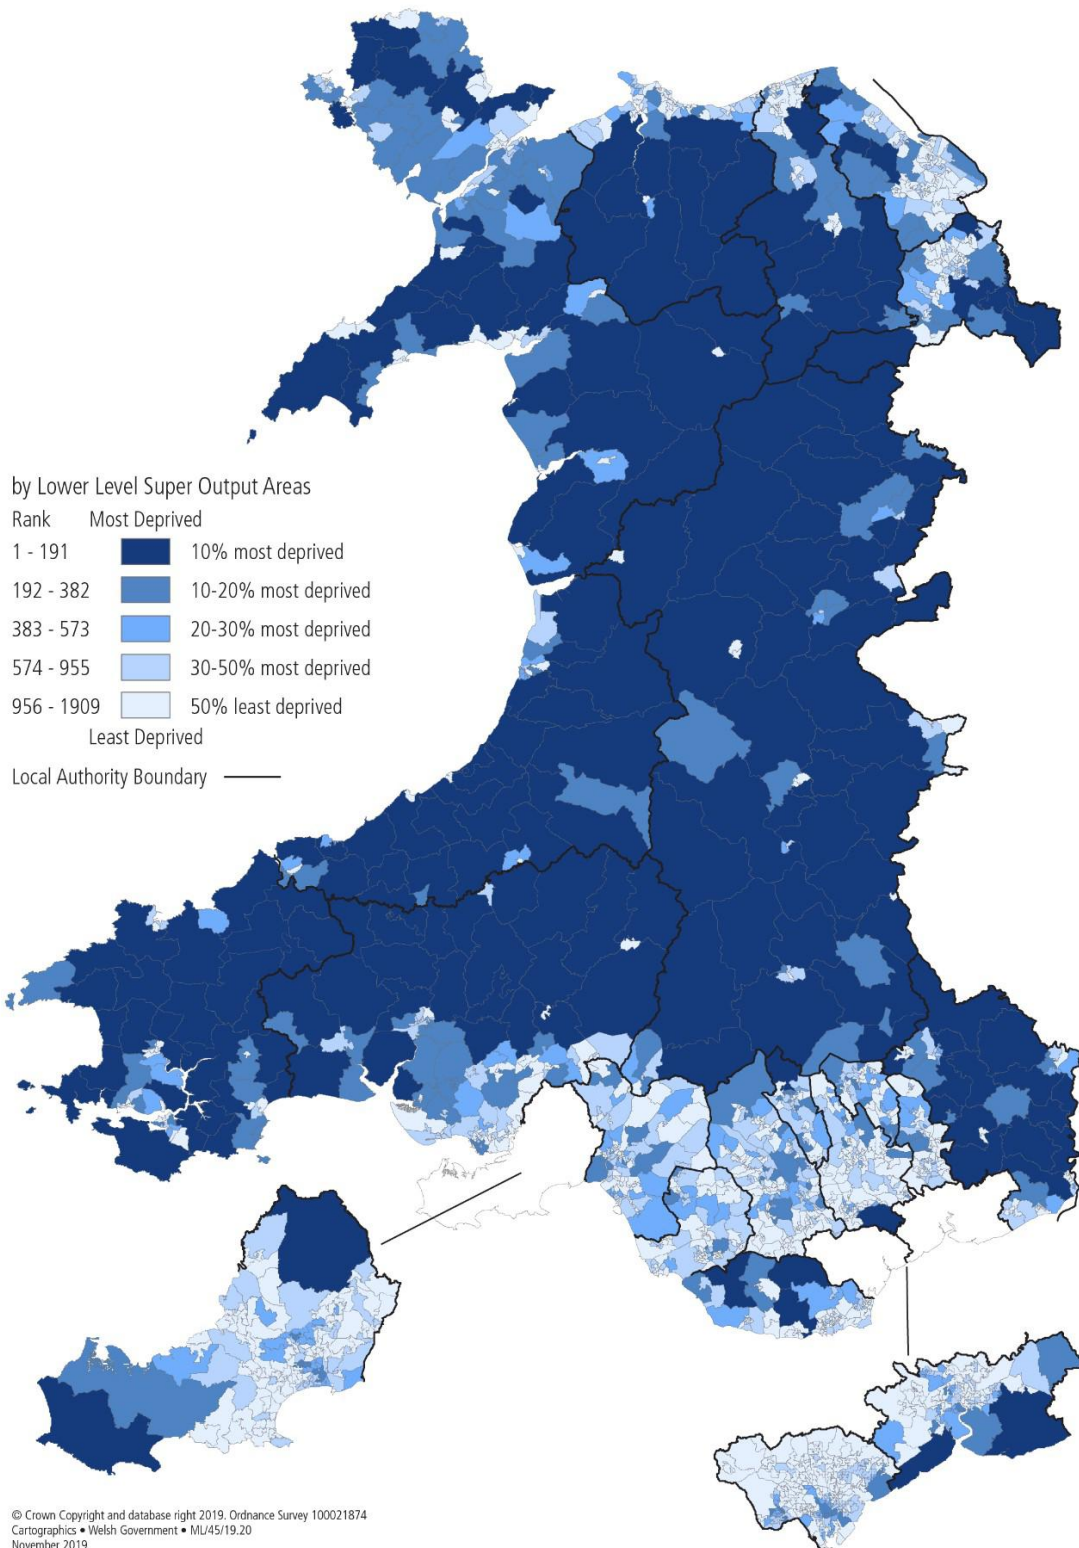 by Lower Level Super Output Areas
Rank Most Deprived
1 - 191 10% most deprived
192 - 382 10-20% most deprived
383 - 573 20-30% most deprived
574 - 955 30-50% most deprived
956 - 1909 50% least deprived
Least Deprived
Local Authority Boundary
© Crown Copyright and database right 2019. Ordnance Survey 100021874
Cartographics • Welsh Government • ML/45/19.20
November 2019